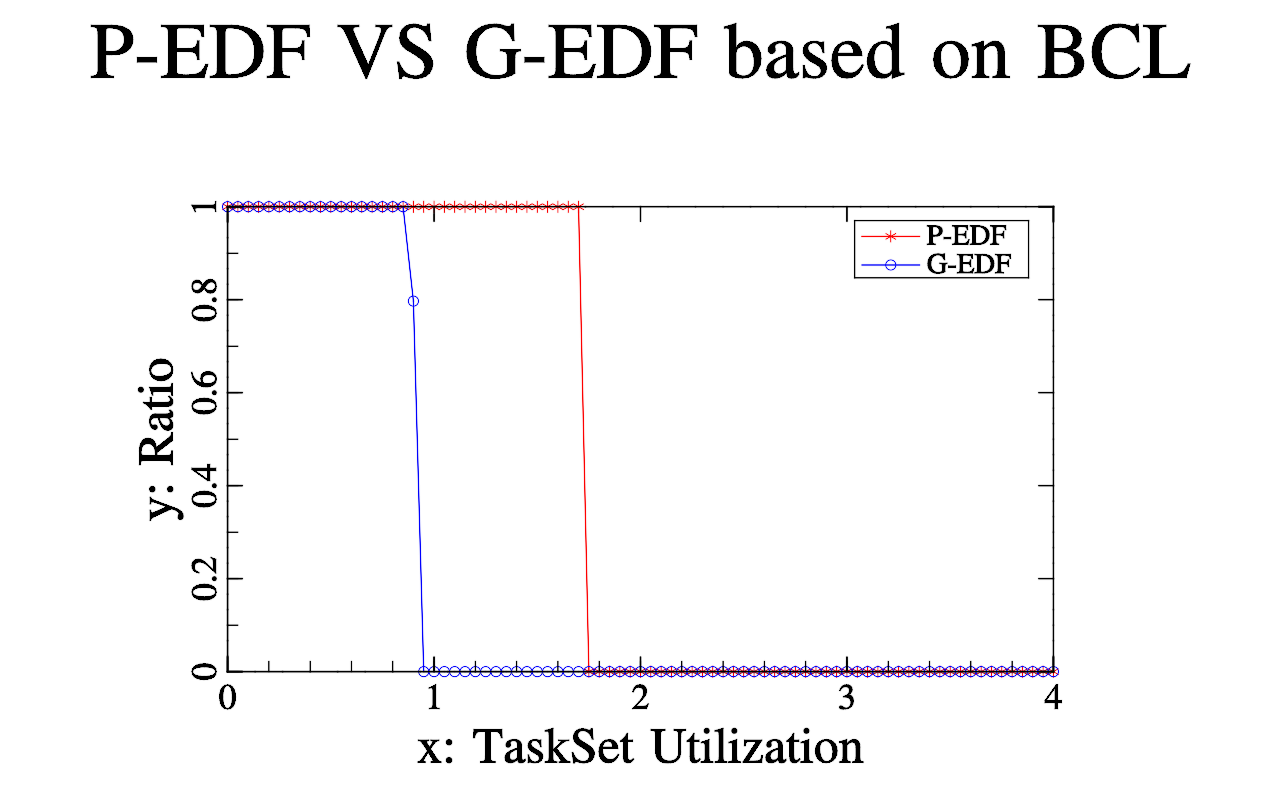 P-EDF VS G-EDF based on BCL
P-EDF
G-EDF
y: Ratio
1
0.8
0.6
0.4
0.2
0
0 1 2 3 4
x: TaskSet Utilization